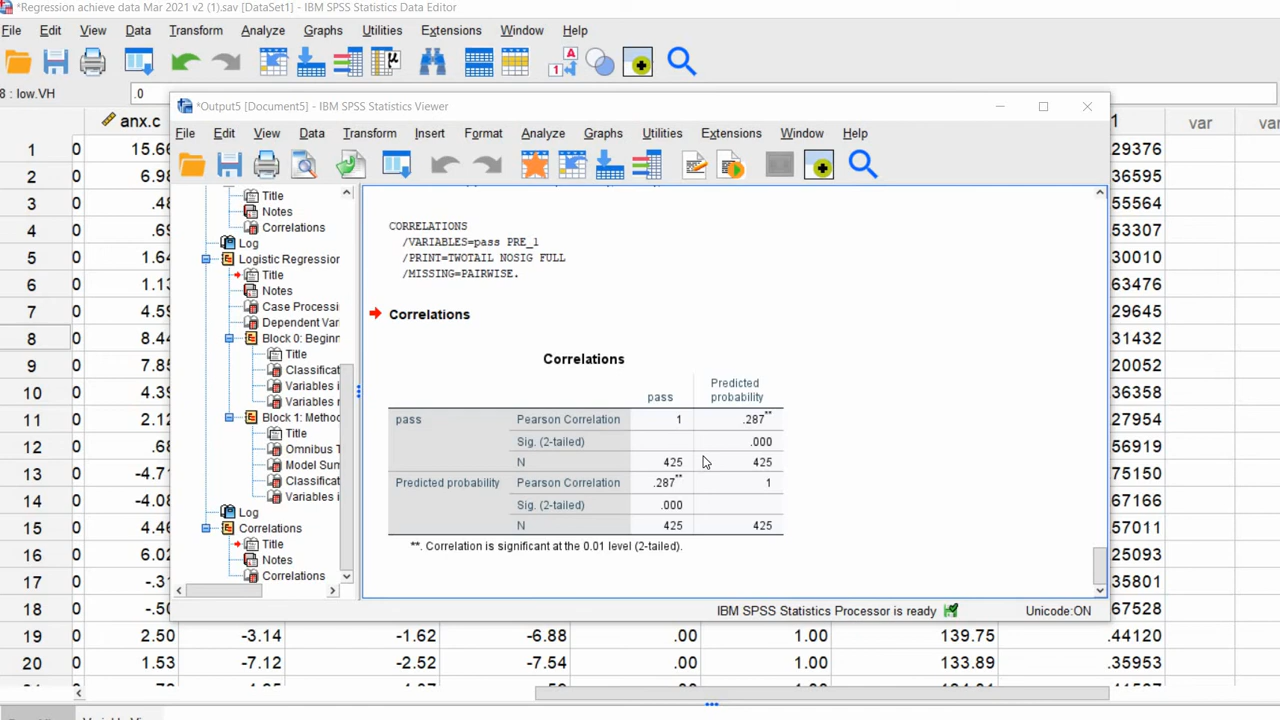 *Regression achieve data Mar 2021 v2 (1).sav [DataSet1] - IBM SPSS Statistics Data Editor
File Edit View Data Transform Analyze Graphs Utilities Extensions Window Help
8 : low.VH .0
anx.c 1 var var
*Output5 [Document5] - IBM SPSS Statistics Viewer
File Edit View Data Transform Insert Format Analyze Graphs Utilities Extensions Window Help
Title
Notes
Correlations
Log
Logistic Regression
Title
Notes
Case Processi
Dependent Var
Block 0: Beginn
Title
Classificat
Variables i
Variables r
Block 1: Metho
Title
Omnibus T
Model Sum
Classificat
Variables i
Log
Correlations
Title
Notes
Correlations
CORRELATIONS
/VARIABLES=pass PRE_1
/PRINT=TWOTAIL NOSIG FULL
/MISSING=PAIRWISE.
Correlations
Correlations
pass Predicted probability
pass Pearson Correlation 1 .287**
Sig. (2-tailed) .000
N 425 425
Predicted probability Pearson Correlation .287** 1
Sig. (2-tailed) .000
N 425 425
**. Correlation is significant at the 0.01 level (2-tailed).
IBM SPSS Statistics Processor is ready Unicode:ON
1 0 15.66 29376
2 0 6.98 36595
3 0 .48 55564
4 0 .69 53307
5 0 1.64 30010
6 0 1.13 63476
7 0 4.59 29645
8 0 8.44 31432
9 0 7.85 20052
10 0 4.39 36358
11 0 2.12 27954
12 0 .68 56919
13 0 -4.71 75150
14 0 -4.08 67166
15 0 4.46 57011
16 0 6.02 25093
17 0 -.31 35801
18 0 -.50 67528
19 0 2.50 -3.14 -1.62 -6.88 .00 1.00 139.75 .44120
20 0 1.53 -7.12 -2.52 -7.54 .00 1.00 133.89 .35953